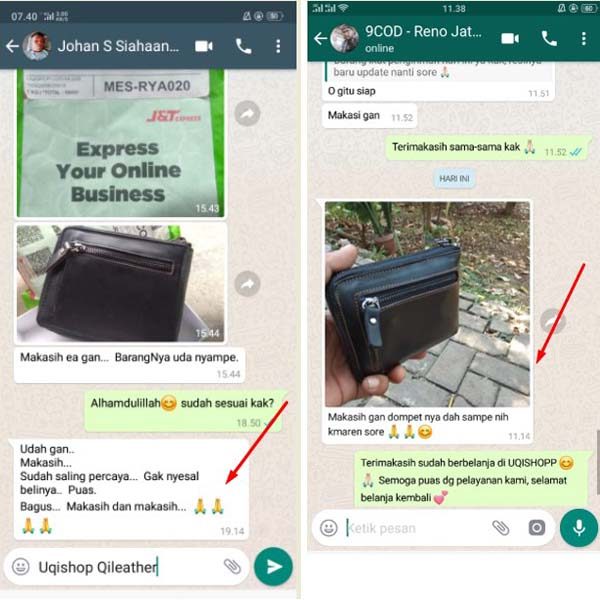 07.40
Johan S Siahaan...
MES-RYA020
J&T EXPRESS
Express
Your Online
Business
15.43
15.44
Makasih ea gan... BarangNya uda nyampe.
15.44
Alhamdulillah😊 sudah sesuai kak?
18.50
Udah gan..
Makasih...
Sudah saling percaya... Gak nyesal
belinya.. Puas.
Bagus... Makasih dan makasih... 🙏🙏
🙏🙏
19.14
Uqishop Qileather
11.38
9COD - Reno Jat...
online
baru update nanti sore 🙏
O gitu siap
11.51
Makasi gan
11.52
Terimakasih sama-sama kak 🙏
11.52
HARI INI
Makasih gan dompet nya dah sampe nih
kmaren sore 🙏🙏😊
11.14
Terimakasih sudah berbelanja di UQISHOPP 😊
🙏 Semoga puas dg pelayanan kami, selamat
belanja kembali 💕
Ketik pesan